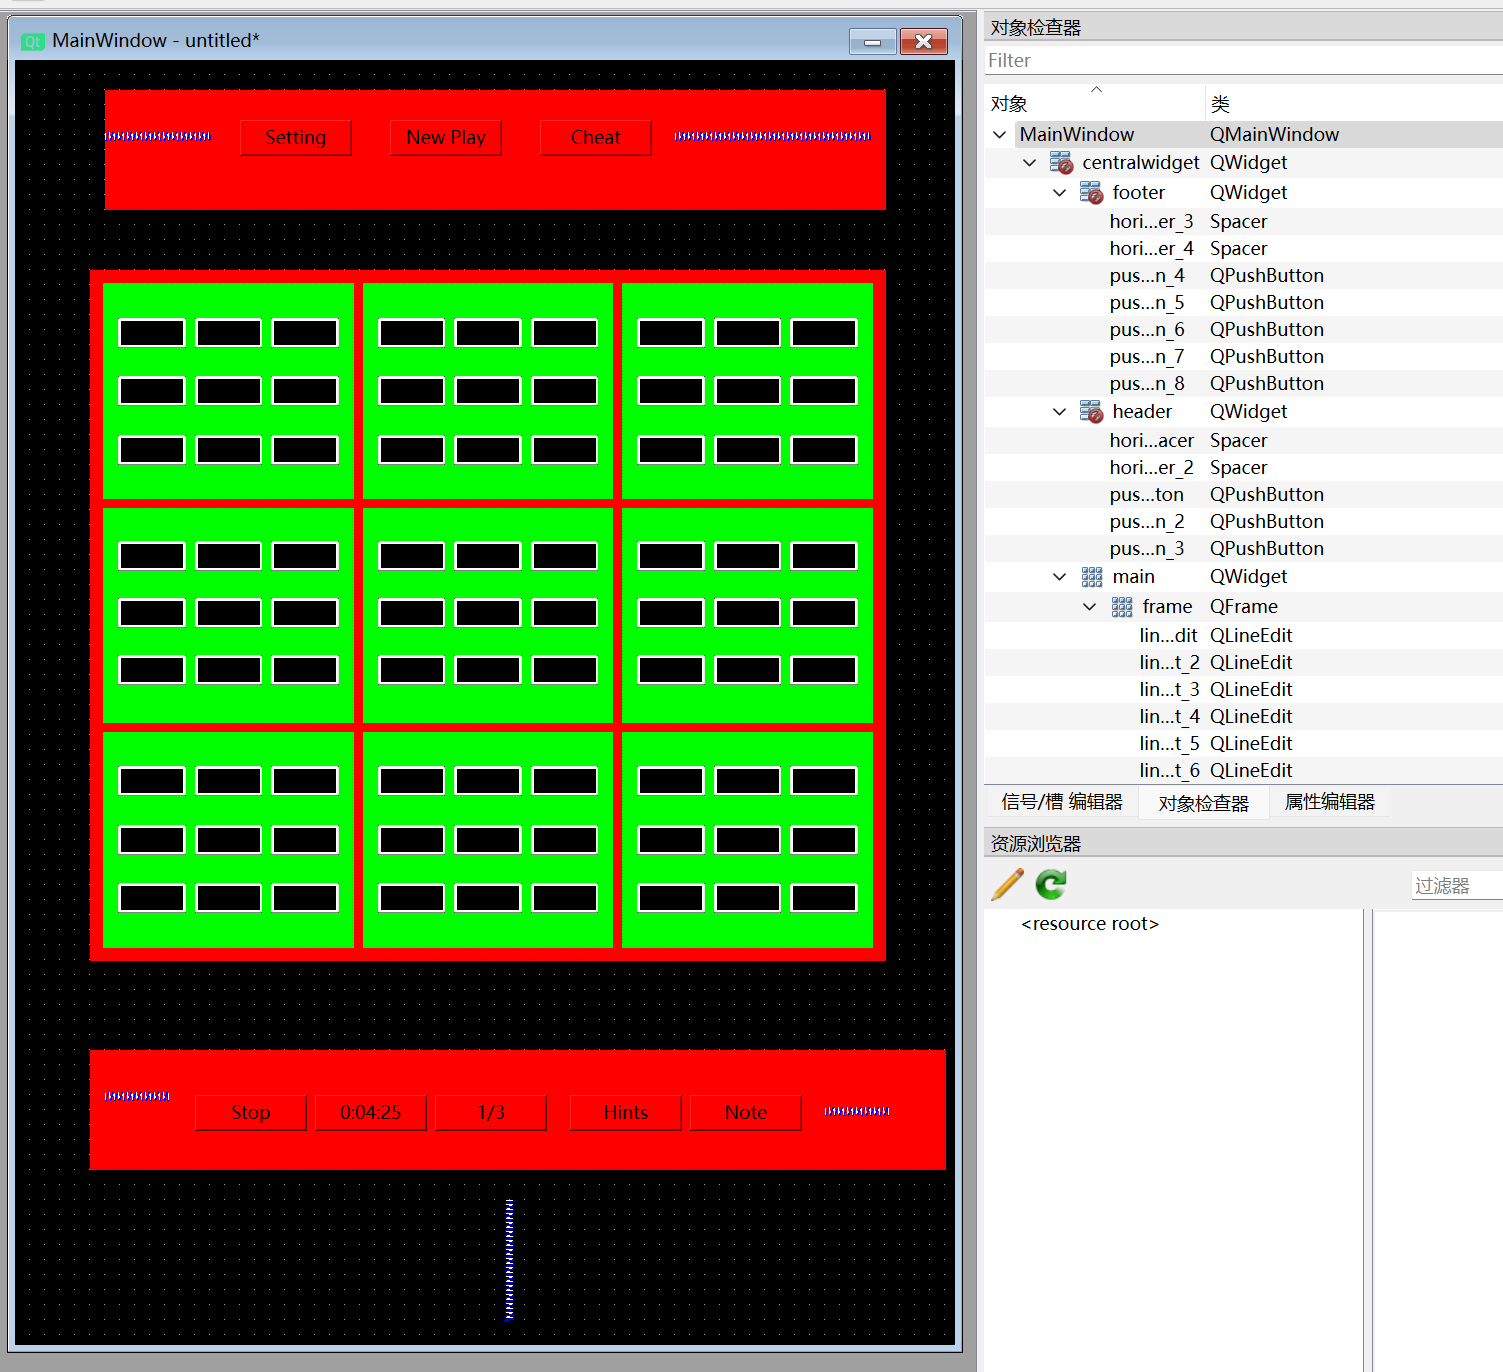 MainWindow - untitled*
Setting New Play Cheat
Stop 0:04:25 1/3 Hints Note
对象检查器
Filter
对象 类
MainWindow QMainWindow
centralwidget QWidget
footer QWidget
hori...er_3 Spacer
hori...er_4 Spacer
pus...n_4 QPushButton
pus...n_5 QPushButton
pus...n_6 QPushButton
pus...n_7 QPushButton
pus...n_8 QPushButton
header QWidget
hori...acer Spacer
hori...er_2 Spacer
pus...ton QPushButton
pus...n_2 QPushButton
pus...n_3 QPushButton
main QWidget
frame QFrame
lin...dit QLineEdit
lin...t_2 QLineEdit
lin...t_3 QLineEdit
lin...t_4 QLineEdit
lin...t_5 QLineEdit
lin...t_6 QLineEdit
信号/槽 编辑器 对象检查器 属性编辑器
资源浏览器
过滤器
<resource root>